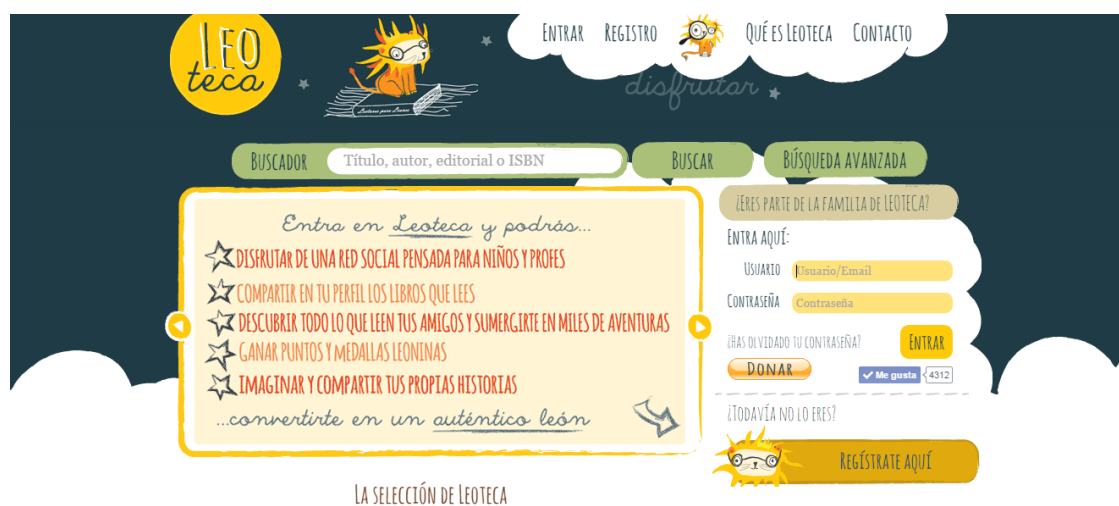 LEO
teca
Lecturas para Leones
ENTRAR REGISTRO QUÉ ES LEOTECA CONTACTO
disfrutar
BUSCADOR Título, autor, editorial o ISBN BUSCAR BÚSQUEDA AVANZADA
Entra en Leoteca y podrás...
DISFRUTAR DE UNA RED SOCIAL PENSADA PARA NIÑOS Y PROFES
COMPARTIR EN TU PERFIL LOS LIBROS QUE LEES
DESCUBRIR TODO LO QUE LEEN TUS AMIGOS Y SUMERGIRTE EN MILES DE AVENTURAS
GANAR PUNTOS Y MEDALLAS LEONINAS
IMAGINAR Y COMPARTIR TUS PROPIAS HISTORIAS
...convertirte en un auténtico león
¿ERES PARTE DE LA FAMILIA DE LEOTECA?
ENTRA AQUÍ:
USUARIO Usuario/Email
CONTRASEÑA Contraseña
¿HAS OLVIDADO TU CONTRASEÑA? ENTRAR
DONAR Me gusta 4312
¿TODAVÍA NO LO ERES?
REGÍSTRATE AQUÍ
LA SELECCIÓN DE LEOTECA